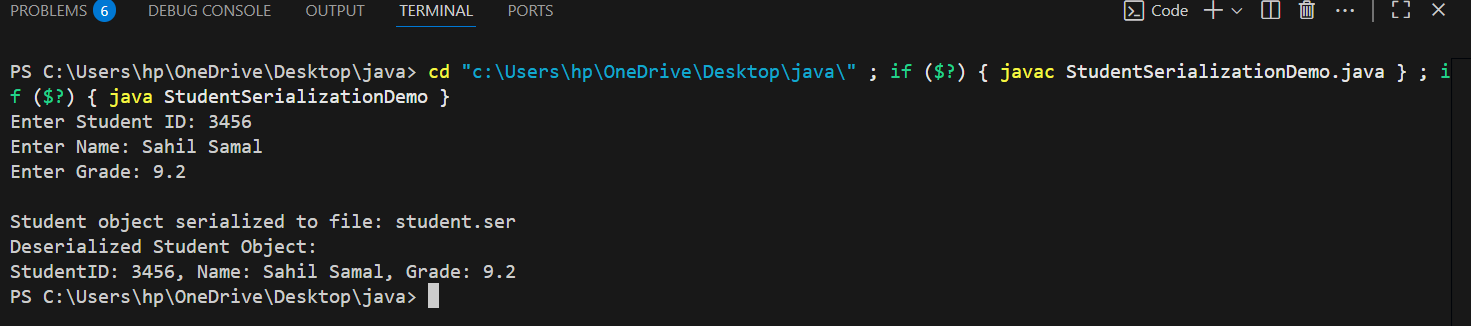 PROBLEMS 6 DEBUG CONSOLE OUTPUT TERMINAL PORTS Code
PS C:\Users\hp\OneDrive\Desktop\java> cd "c:\Users\hp\OneDrive\Desktop\java\" ; if ($?) { javac StudentSerializationDemo.java } ; i
f ($?) { java StudentSerializationDemo }
Enter Student ID: 3456
Enter Name: Sahil Samal
Enter Grade: 9.2
Student object serialized to file: student.ser
Deserialized Student Object:
StudentID: 3456, Name: Sahil Samal, Grade: 9.2
PS C:\Users\hp\OneDrive\Desktop\java>